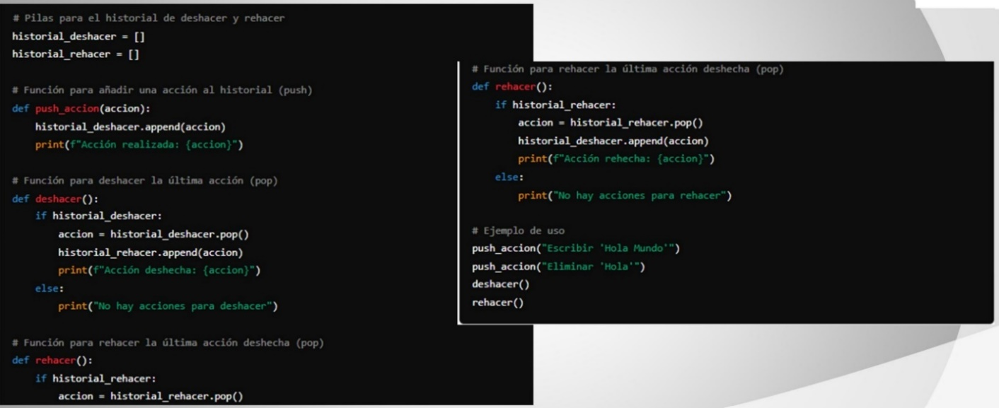 # Pilas para el historial de deshacer y rehacer
historial_deshacer = []
historial_rehacer = []
# Función para añadir una acción al historial (push)
def push_accion(accion):
    historial_deshacer.append(accion)
    print(f"Acción realizada: {accion}")
# Función para deshacer la última acción (pop)
def deshacer():
    if historial_deshacer:
        accion = historial_deshacer.pop()
        historial_rehacer.append(accion)
        print(f"Acción deshecha: {accion}")
    else:
        print("No hay acciones para deshacer")
# Función para rehacer la última acción deshecha (pop)
def rehacer():
    if historial_rehacer:
        accion = historial_rehacer.pop()
# Función para rehacer la última acción deshecha (pop)
def rehacer():
    if historial_rehacer:
        accion = historial_rehacer.pop()
        historial_deshacer.append(accion)
        print(f"Acción rehecha: {accion}")
    else:
        print("No hay acciones para rehacer")
# Ejemplo de uso
push_accion("Escribir 'Hola Mundo'")
push_accion("Eliminar 'Hola'")
deshacer()
rehacer()